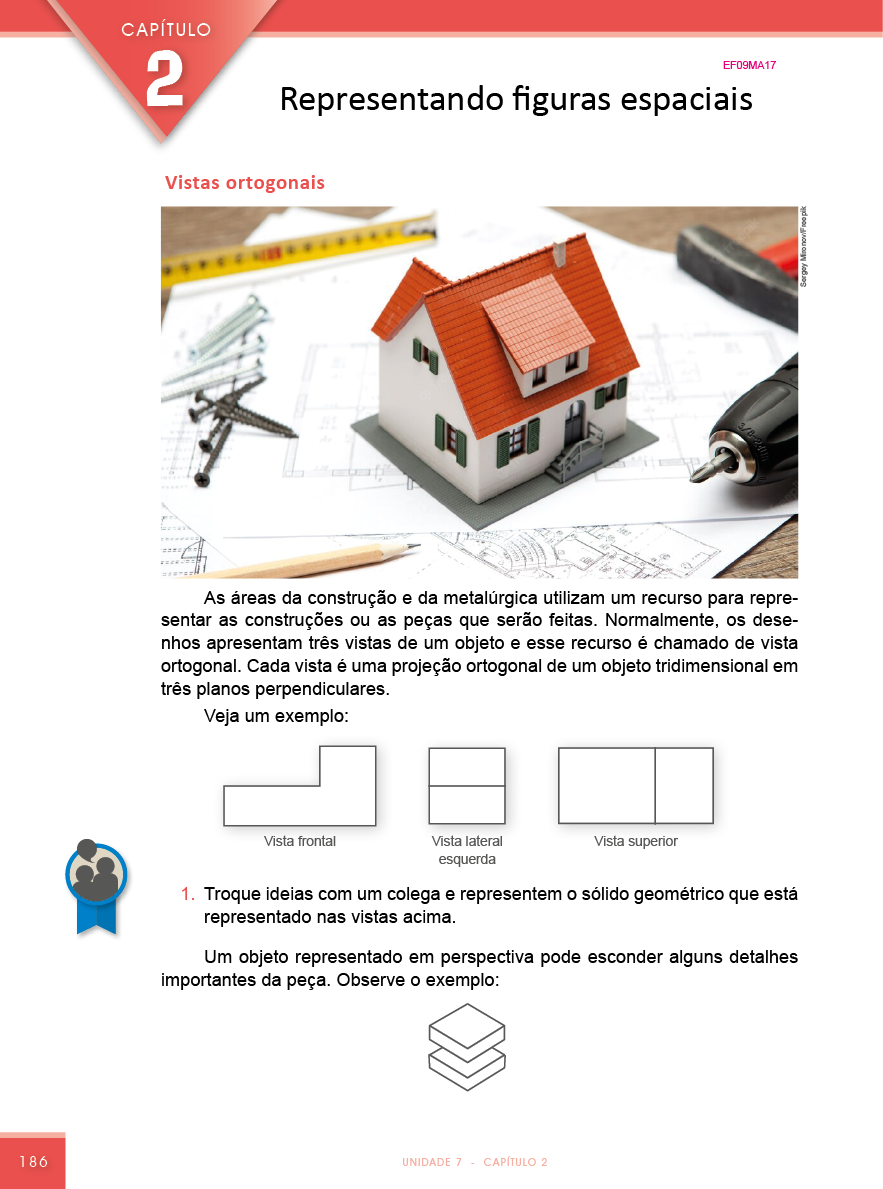 CAPÍTULO
2
EF09MA17
Representando figuras espaciais
Vistas ortogonais
Sergey Mironov/Freepik
As áreas da construção e da metalúrgica utilizam um recurso para repre-
sentar as construções ou as peças que serão feitas. Normalmente, os dese-
nhos apresentam três vistas de um objeto e esse recurso é chamado de vista
ortogonal. Cada vista é uma projeção ortogonal de um objeto tridimensional em
três planos perpendiculares.
Veja um exemplo:
Vista frontal
Vista lateral
esquerda
Vista superior
1. Troque ideias com um colega e representem o sólido geométrico que está
representado nas vistas acima.
Um objeto representado em perspectiva pode esconder alguns detalhes
importantes da peça. Observe o exemplo:
186
UNIDADE 7 - CAPÍTULO 2